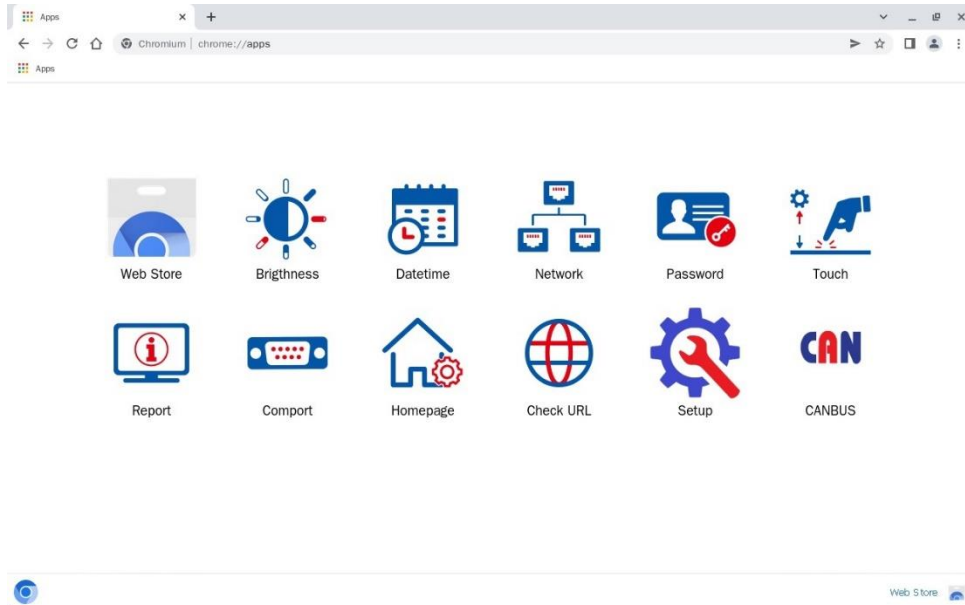 Apps
Chromium | chrome://apps
Apps
Web Store
Brigthness
Datetime
Network
Password
Touch
Report
Comport
Homepage
Check URL
Setup
CAN
CANBUS
Web Store